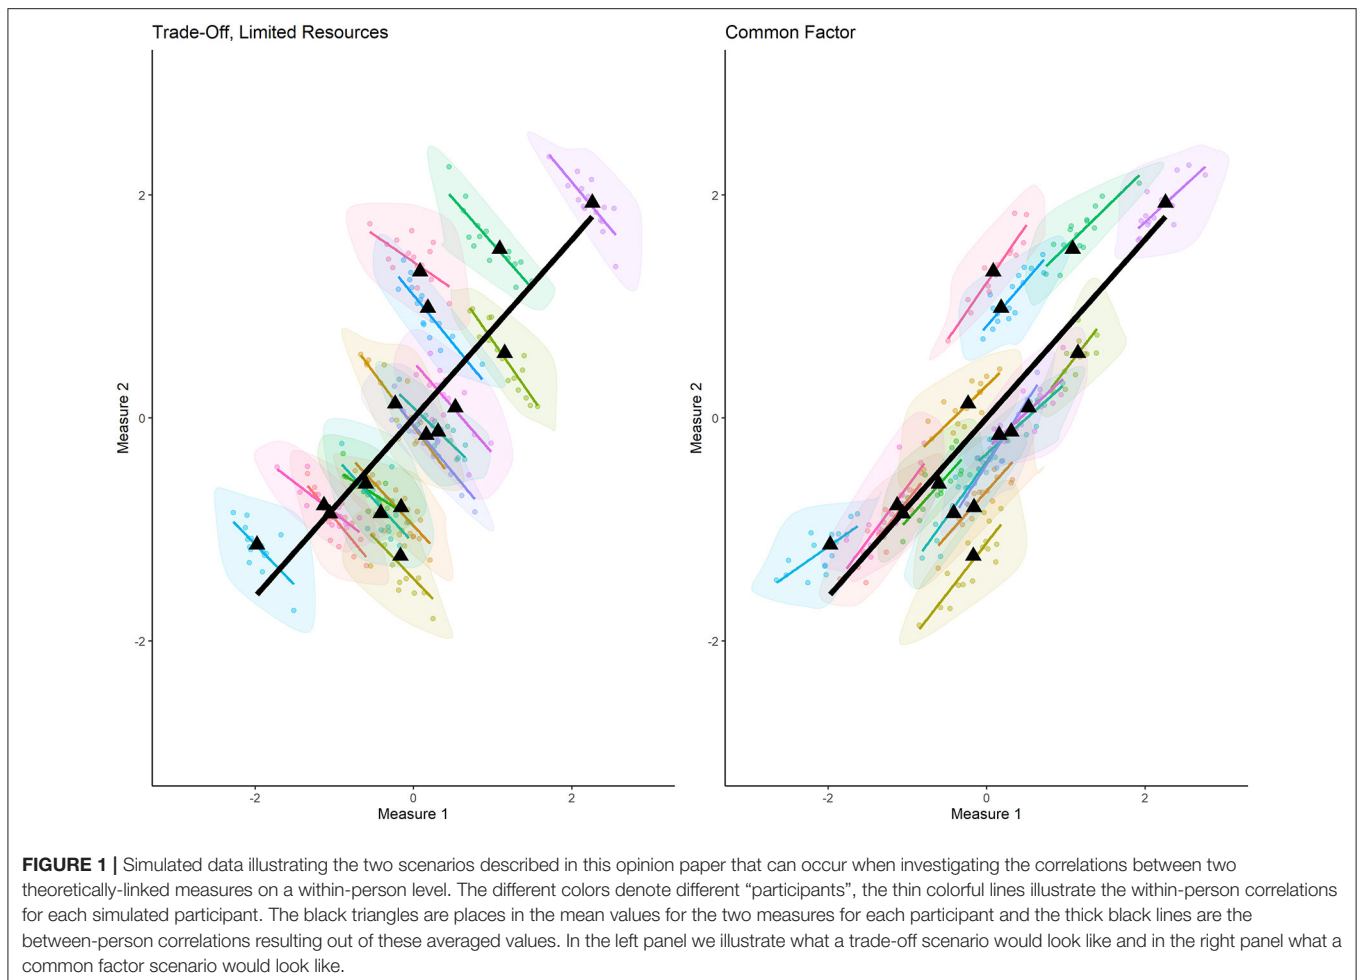 Trade-Off, Limited Resources
Measure 2
2
0
-2
-2
0
2
Measure 1
Common Factor
Measure 2
2
0
-2
-2
0
2
Measure 1
FIGURE 1 | Simulated data illustrating the two scenarios described in this opinion paper that can occur when investigating the correlations between two
theoretically-linked measures on a within-person level. The different colors denote different “participants”, the thin colorful lines illustrate the within-person correlations
for each simulated participant. The black triangles are places in the mean values for the two measures for each participant and the thick black lines are the
between-person correlations resulting out of these averaged values. In the left panel we illustrate what a trade-off scenario would look like and in the right panel what a
common factor scenario would look like.